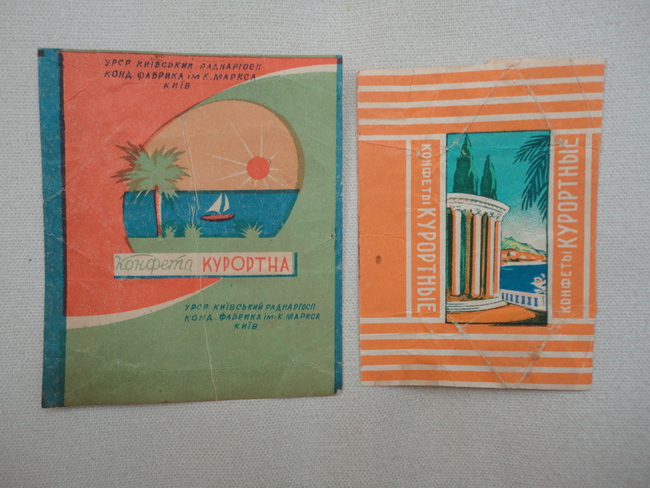 УРСР КИЇВСЬКИЙ РАДНАРГОСП
КОНД. ФАБРИКА ім. К. МАРКСА
КИЇВ
конфета КУРОРТНА
УРСР КИЇВСЬКИЙ РАДНАРГОСП
КОНД. ФАБРИКА ім. К. МАРКСА
КИЇВ
КОНФЕТЫ КУРОРТНЫЕ
КОНФЕТЫ КУРОРТНЫЕ